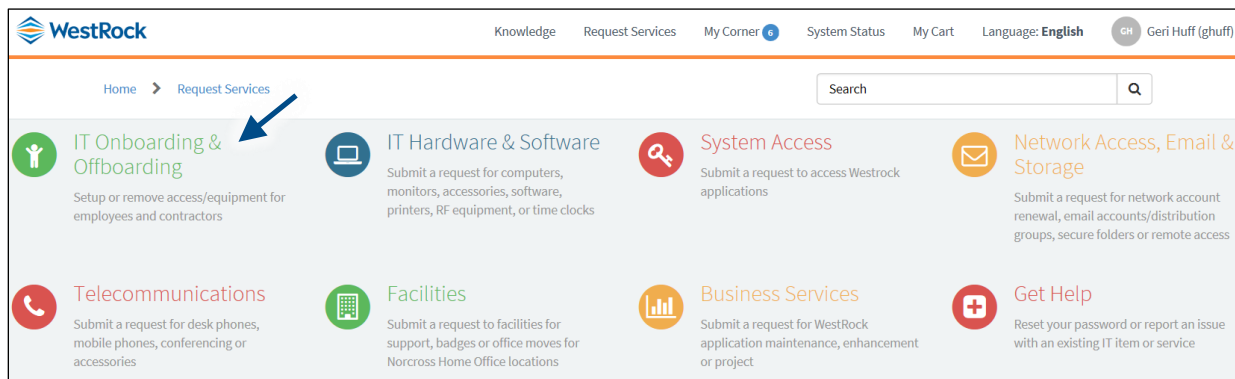 WestRock
Knowledge Request Services My Corner 6 System Status My Cart Language: English GH Geri Huff (ghuff)
Home > Request Services
Search
IT Onboarding &
Offboarding
Setup or remove access/equipment for
employees and contractors
IT Hardware & Software
Submit a request for computers,
monitors, accessories, software,
printers, RF equipment, or time clocks
System Access
Submit a request to access Westrock
applications
Network Access, Email &
Storage
Submit a request for network account
renewal, email accounts/distribution
groups, secure folders or remote access
Telecommunications
Submit a request for desk phones,
mobile phones, conferencing or
accessories
Facilities
Submit a request to facilities for
support, badges or office moves for
Norcross Home Office locations
Business Services
Submit a request for WestRock
application maintenance, enhancement
or project
Get Help
Reset your password or report an issue
with an existing IT item or service